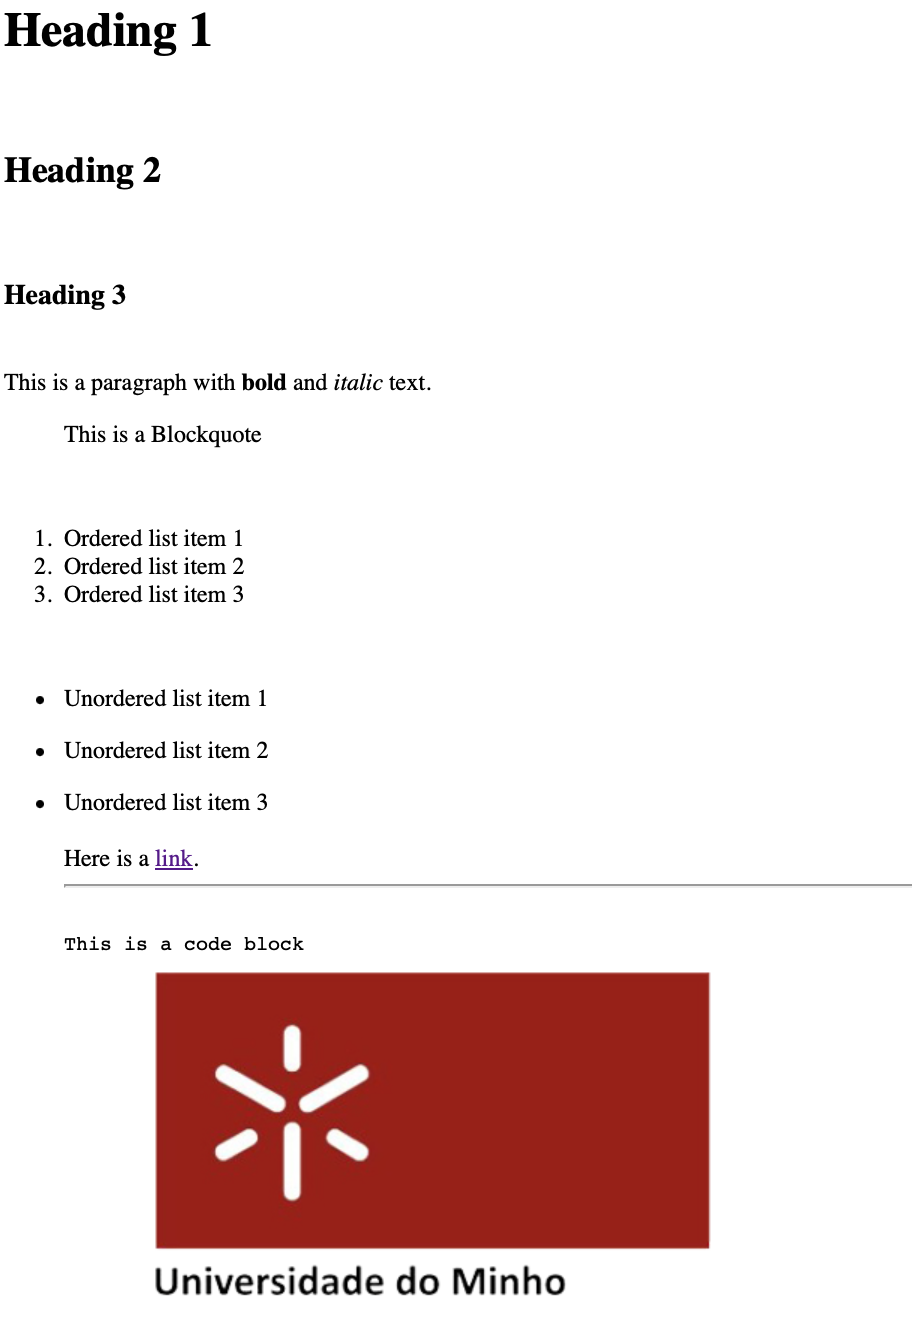 Heading 1
Heading 2
Heading 3
This is a paragraph with bold and italic text.
This is a Blockquote
1. Ordered list item 1
2. Ordered list item 2
3. Ordered list item 3
• Unordered list item 1
• Unordered list item 2
• Unordered list item 3
Here is a link.
This is a code block
Universidade do Minho